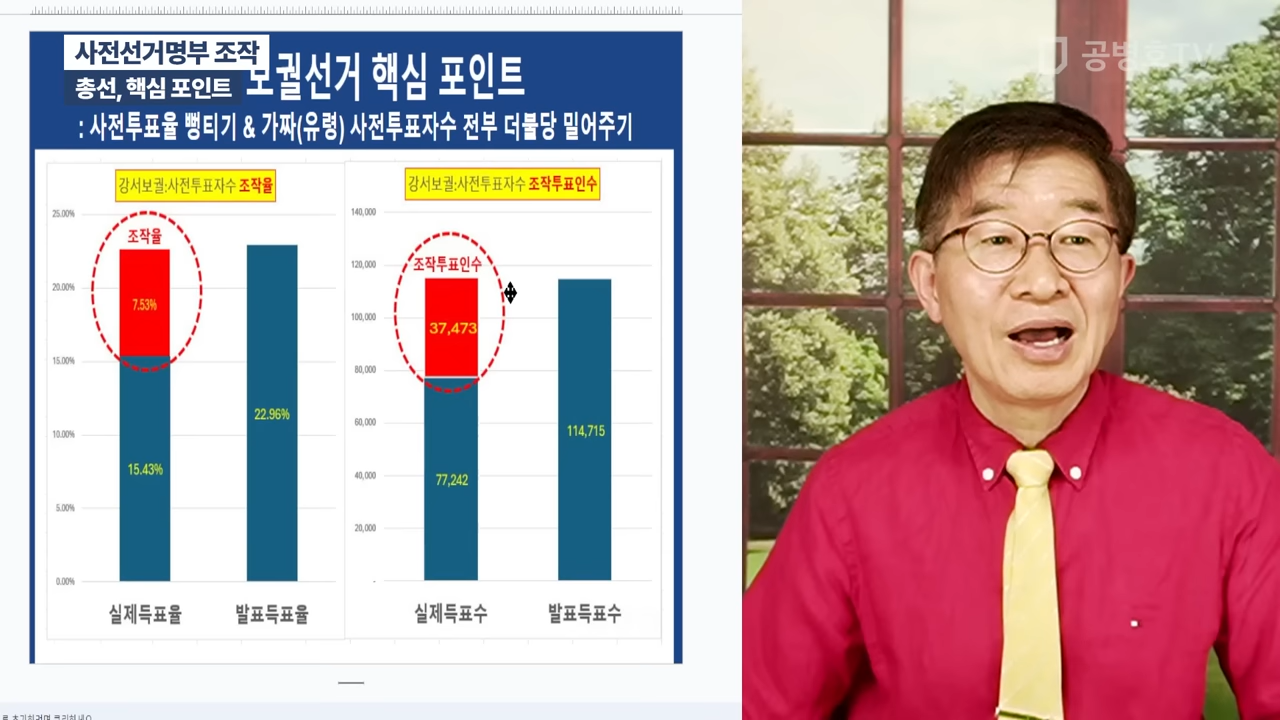 사전선거명부 조작
총선, 핵심 포인트
보궐선거 핵심 포인트
: 사전투표율 뻥티기 & 가짜(유령) 사전투표자수 전부 더불당 밀어주기
강서보궐:사전투표자수 조작율
25.00%
20.00%
15.00%
10.00%
5.00%
0.00%
조작율
7.53%
15.43%
22.96%
실제득표율
발표득표율
강서보궐:사전투표자수 조작투표인수
140,000
120,000
100,000
80,000
60,000
40,000
20,000
-
조작투표인수
37,473
77,242
114,715
실제득표수
발표득표수
공병호TV